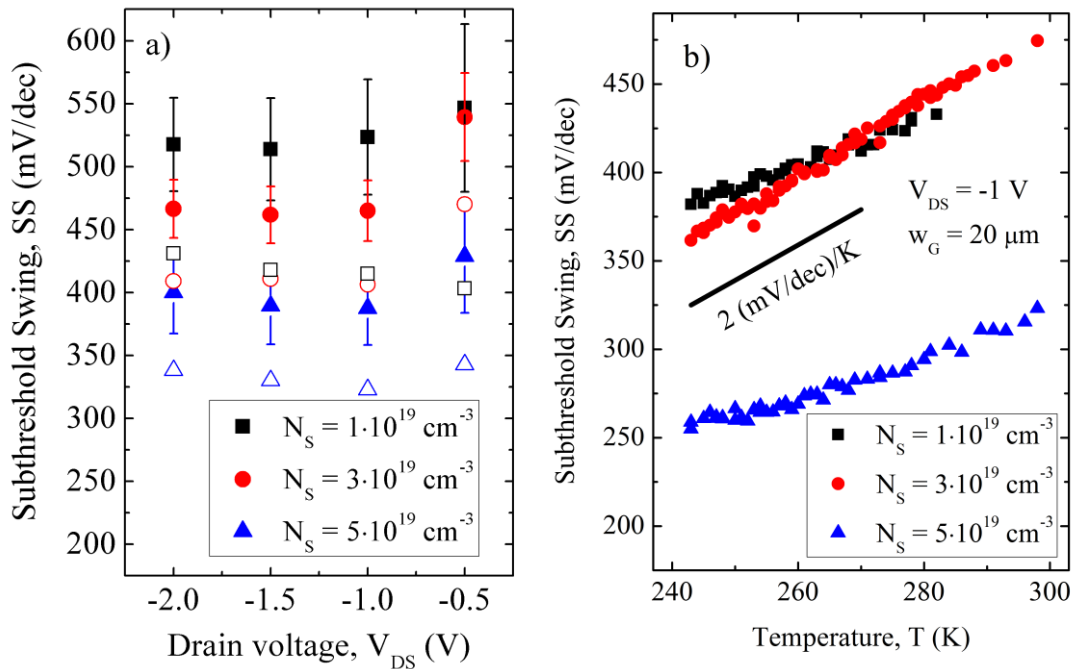 a)
600
550
500
450
400
350
300
250
200
Subthreshold Swing, SS (mV/dec)
N_S = 1·10^19 cm^-3
N_S = 3·10^19 cm^-3
N_S = 5·10^19 cm^-3
-2.0 -1.5 -1.0 -0.5
Drain voltage, V_DS (V)
b)
450
400
350
300
250
Subthreshold Swing, SS (mV/dec)
V_DS = -1 V
w_G = 20 μm
2 (mV/dec)/K
N_S = 1·10^19 cm^-3
N_S = 3·10^19 cm^-3
N_S = 5·10^19 cm^-3
240 260 280 300
Temperature, T (K)